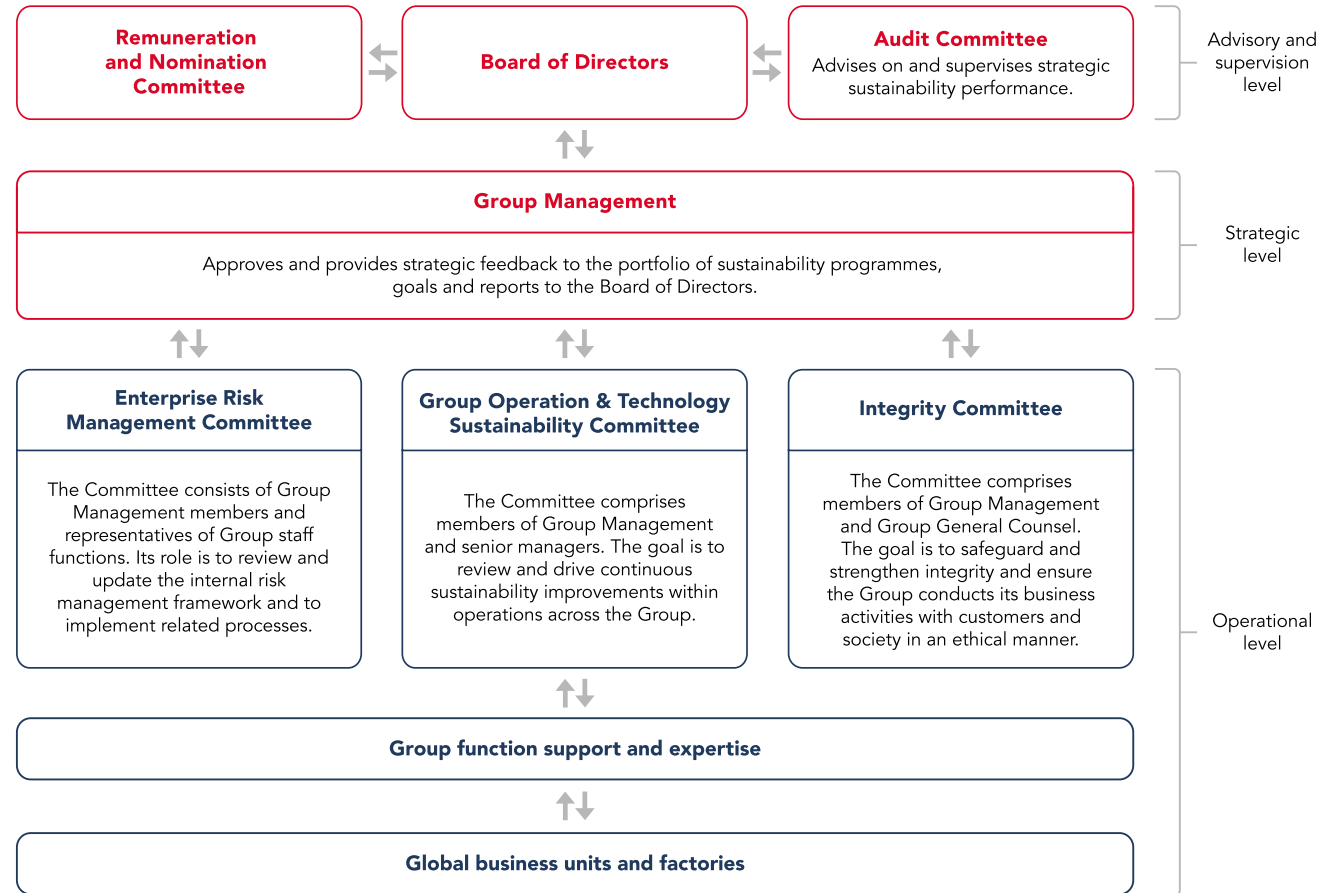 Remuneration
and Nomination
Committee
Board of Directors
Audit Committee
Advises on and supervises strategic
sustainability performance.
Advisory and
supervision
level
Group Management
Approves and provides strategic feedback to the portfolio of sustainability programmes,
goals and reports to the Board of Directors.
Strategic
level
Enterprise Risk
Management Committee
The Committee consists of Group
Management members and
representatives of Group staff
functions. Its role is to review and
update the internal risk
management framework and to
implement related processes.
Group Operation & Technology
Sustainability Committee
The Committee comprises
members of Group Management
and senior managers. The goal is to
review and drive continuous
sustainability improvements within
operations across the Group.
Integrity Committee
The Committee comprises
members of Group Management
and Group General Counsel.
The goal is to safeguard and
strengthen integrity and ensure
the Group conducts its business
activities with customers and
society in an ethical manner.
Operational
level
Group function support and expertise
Global business units and factories